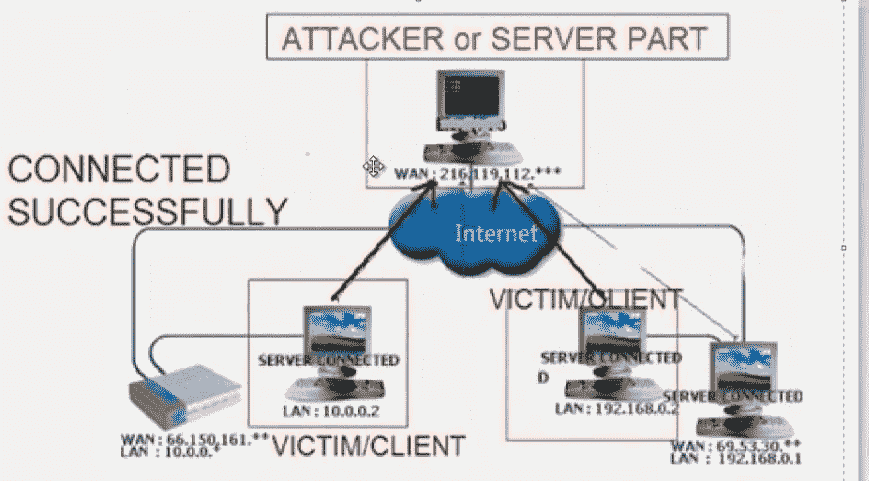 ATTACKER or SERVER PART
CONNECTED
SUCCESSFULLY
WAN : 216.119.112.***
Internet
VICTIM/CLIENT
SERVER CONNECTED
LAN : 10.0.0.2
SERVER CONNECTED
D
LAN : 192.168.0.2
SERVER CONNECTED
WAN : 66.150.161.**
LAN : 10.0.0.*
VICTIM/CLIENT
WAN : 69.53.30.**
LAN : 192.168.0.1